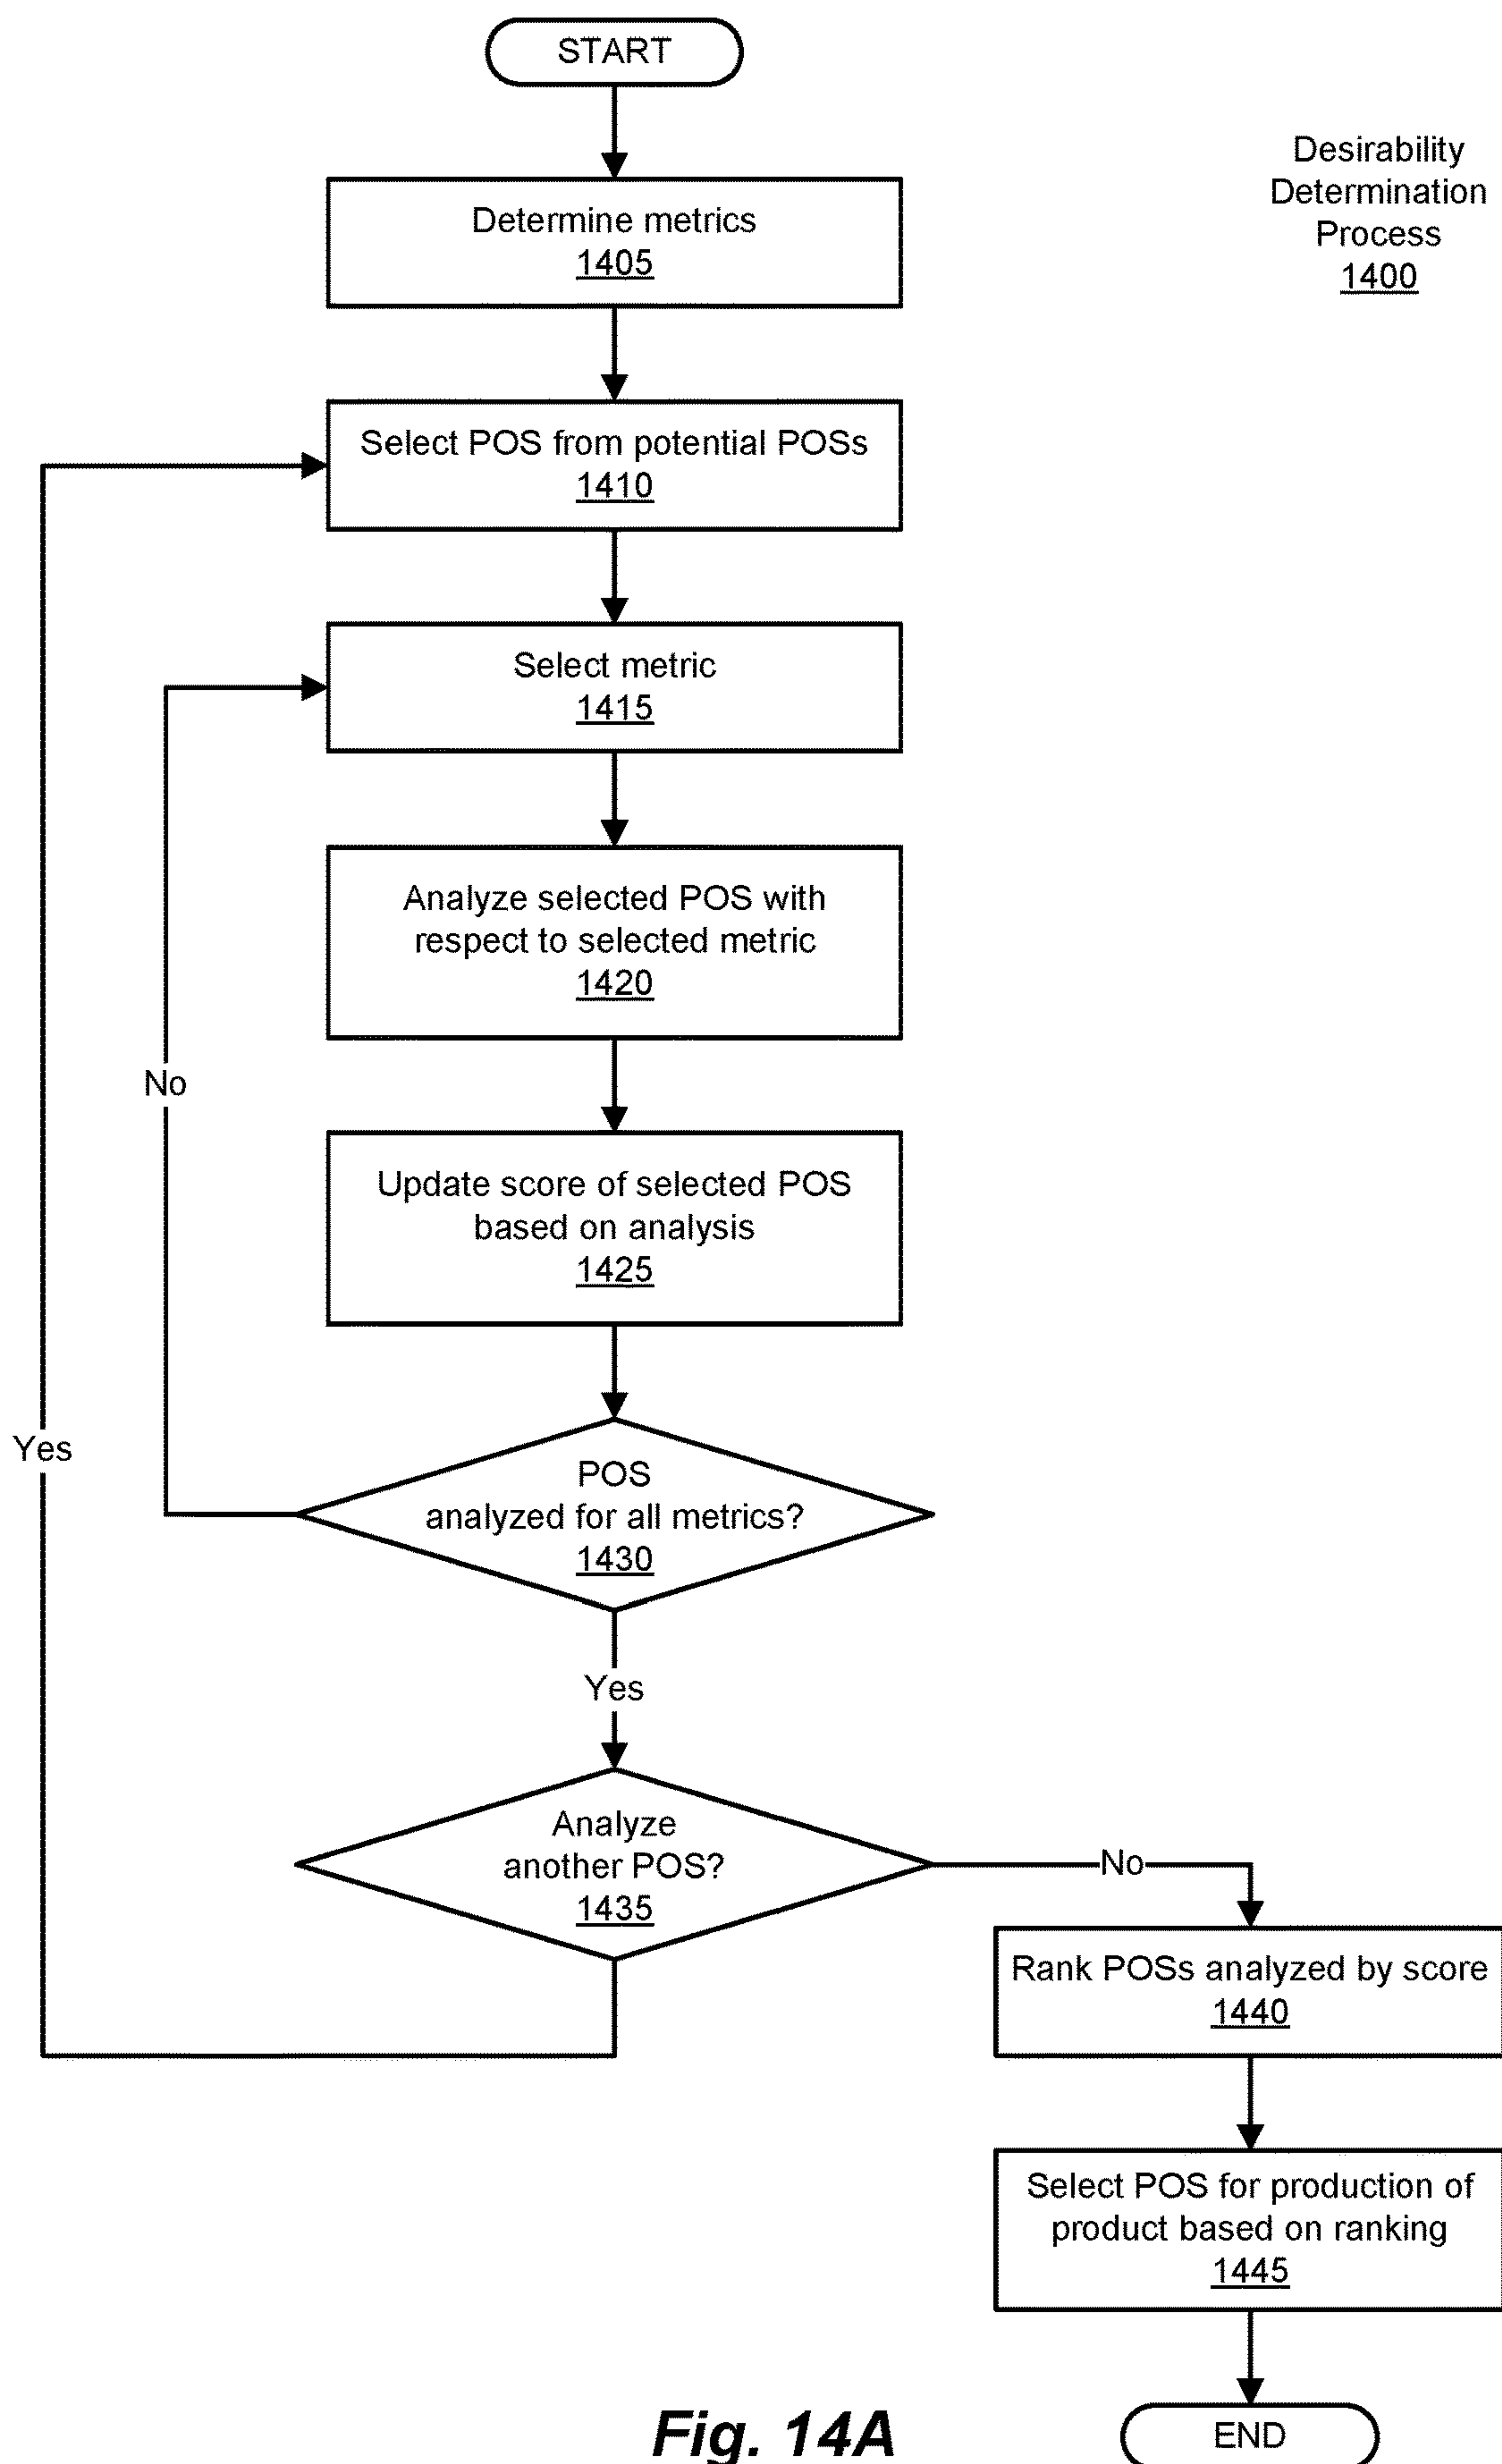 START
Desirability
Determination
Process
1400
Determine metrics
1405
Select POS from potential POSs
1410
Select metric
1415
Analyze selected POS with
respect to selected metric
1420
No
Update score of selected POS
based on analysis
1425
Yes
POS
analyzed for all metrics?
1430
Yes
Analyze
another POS?
1435
No
Rank POSs analyzed by score
1440
Select POS for production of
product based on ranking
1445
END
Fig. 14A